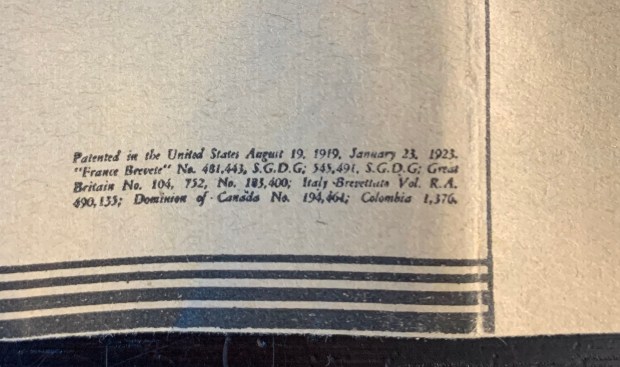 Patented in the United States August 19, 1919, January 23, 1923.
"France Brevete" No. 481,443, S.G.D.G; 545,491, S.G.D.G; Great
Britain No. 104, 752, No. 185,400; Italy Brevettato Vol. R.A.
490,135; Dominion of Canada No. 194,461; Colombia 1,376.